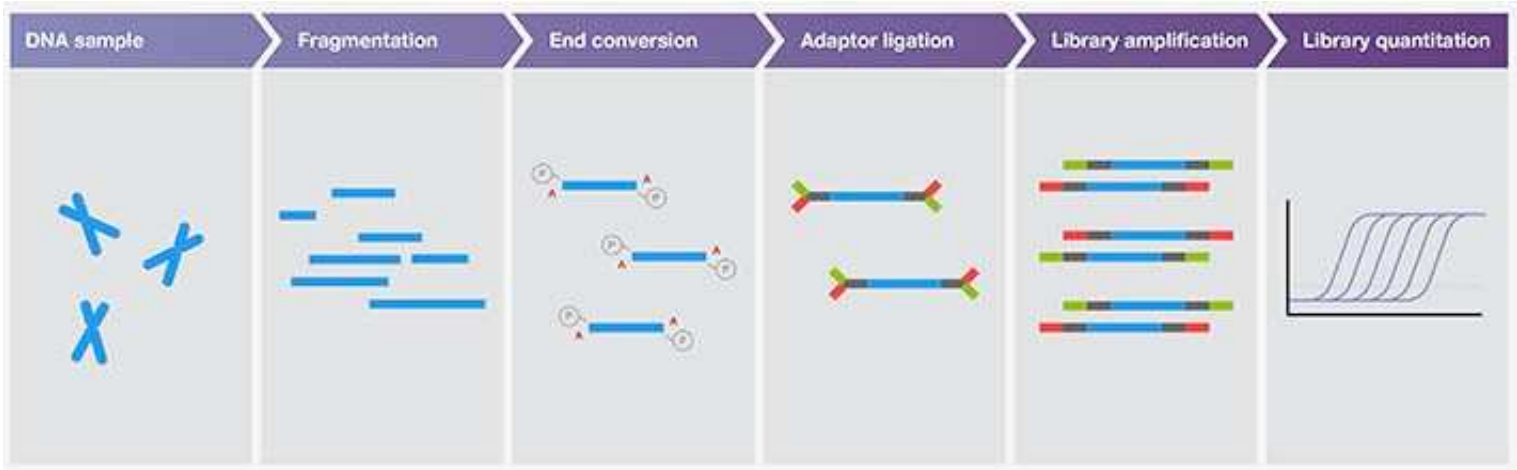 DNA sample
Fragmentation
End conversion
Adaptor ligation
Library amplification
Library quantitation
P
A
A
P
P
A
A
P
P
A
A
P